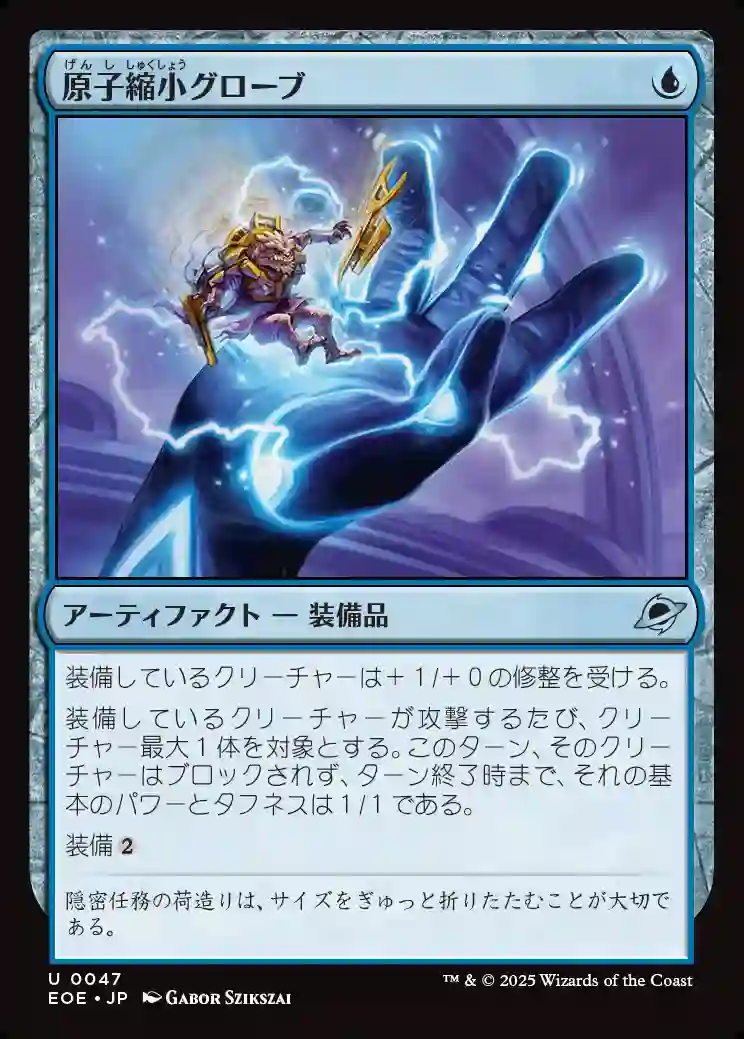 げんししゅくしょう
原子縮小グローブ
アーティファクト — 装備品
装備しているクリーチャーは+1/+0の修整を受ける。
装備しているクリーチャーが攻撃するたび、クリー
チャー最大1体を対象とする。このターン、そのクリー
チャーはブロックされず、ターン終了時まで、それの基
本のパワーとタフネスは1/1である。
装備 2
隠密任務の荷造りは、サイズをぎゅっと折りたたむことが大切で
ある。
U 0047
EOE • JP GABOR SZIKSZAI
™ & © 2025 Wizards of the Coast